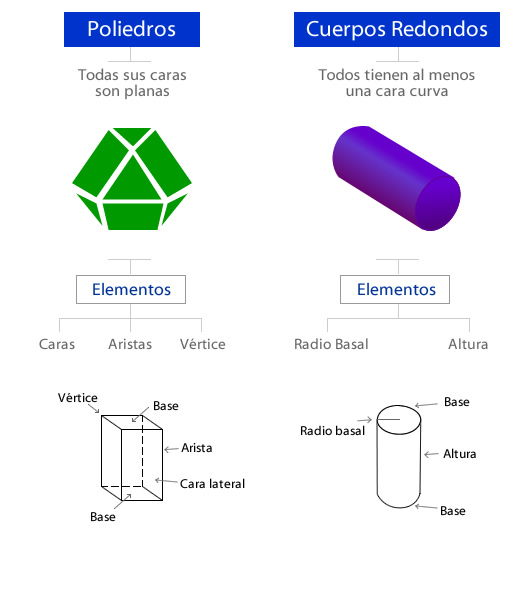 Poliedros
Todas sus caras
son planas
Elementos
Caras
Aristas
Vértice
Vértice
Base
Arista
Cara lateral
Base
Cuerpos Redondos
Todos tienen al menos
una cara curva
Elementos
Radio Basal
Altura
Base
Radio basal
Altura
Base